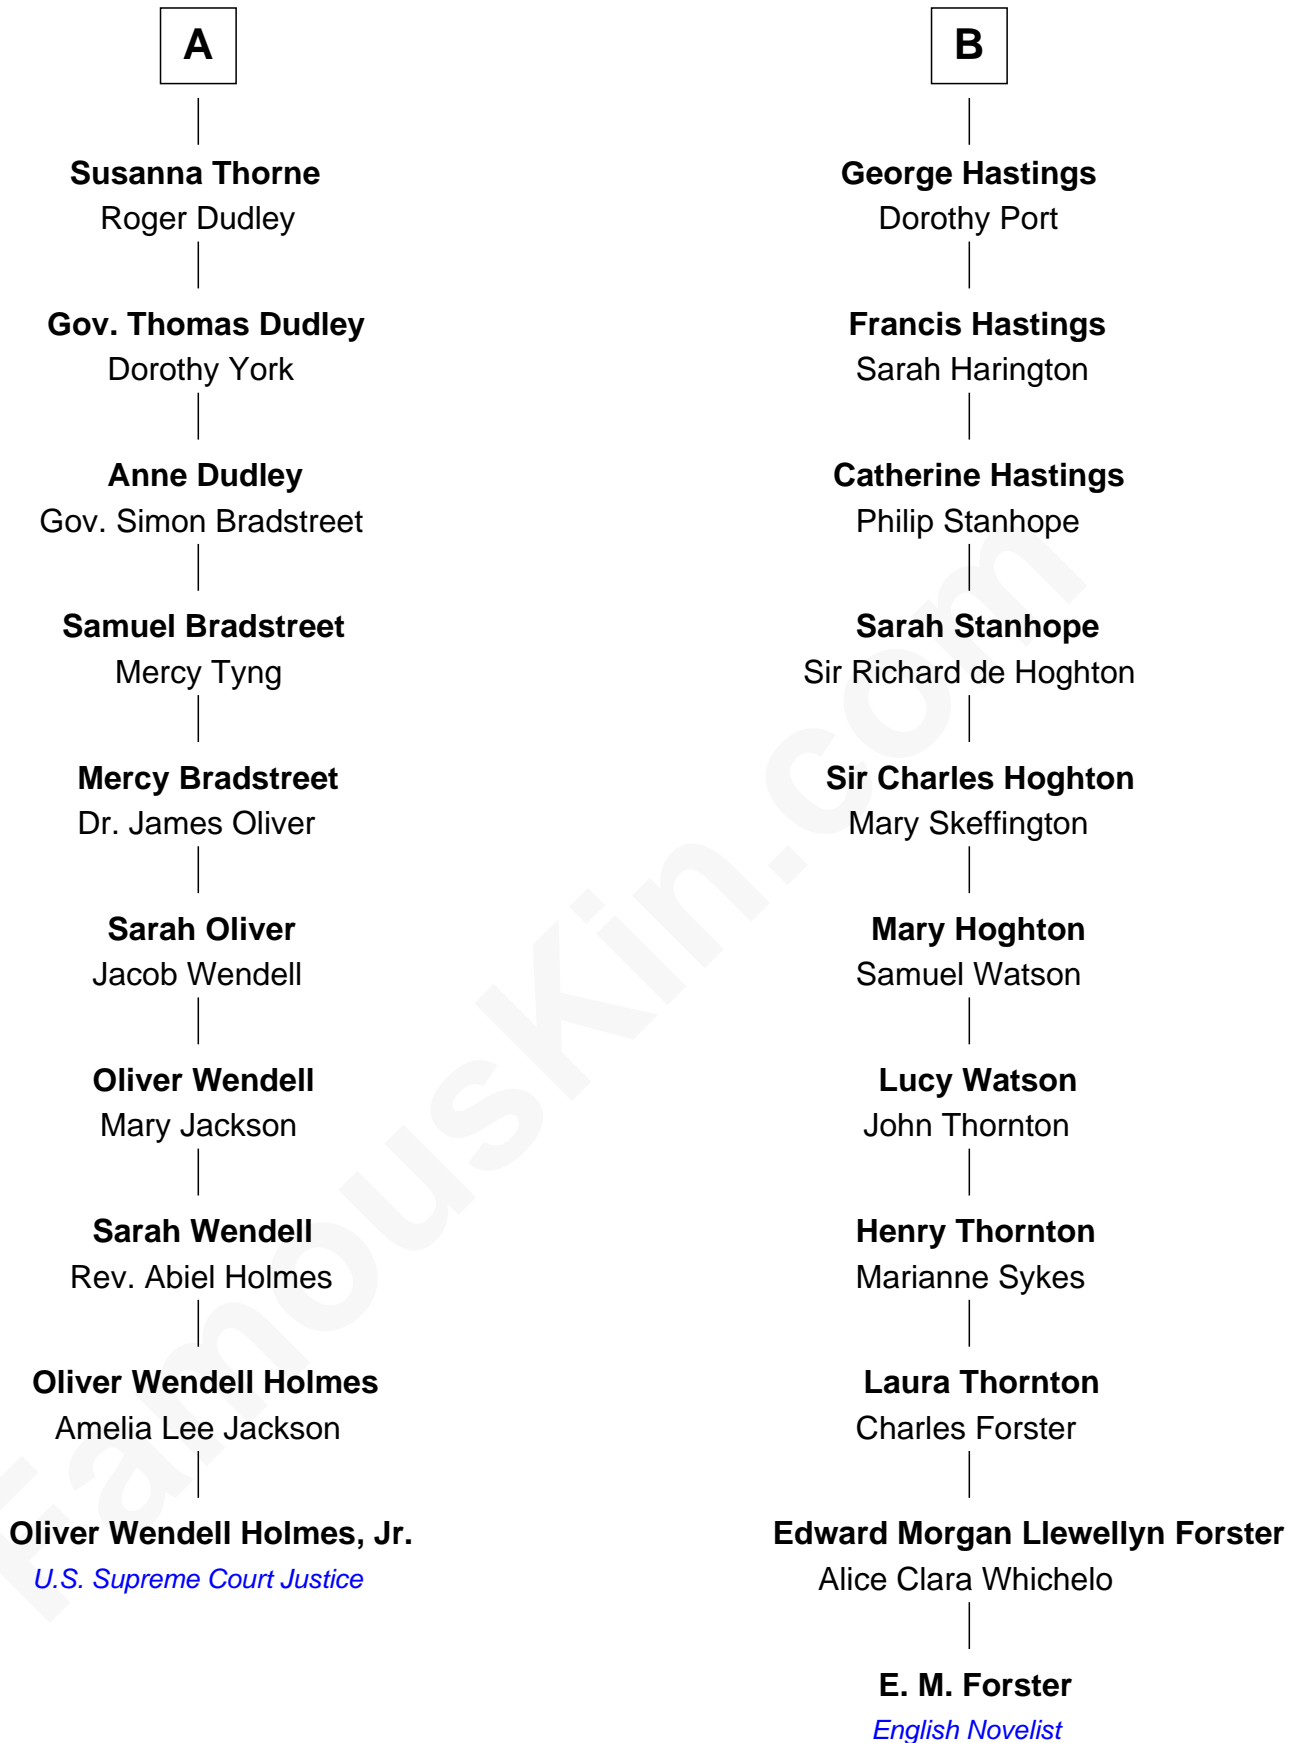 A
Susanna Thorne
Roger Dudley
Gov. Thomas Dudley
Dorothy York
Anne Dudley
Gov. Simon Bradstreet
Samuel Bradstreet
Mercy Tyng
Mercy Bradstreet
Dr. James Oliver
Sarah Oliver
Jacob Wendell
Oliver Wendell
Mary Jackson
Sarah Wendell
Rev. Abiel Holmes
Oliver Wendell Holmes
Amelia Lee Jackson
Oliver Wendell Holmes, Jr.
U.S. Supreme Court Justice
B
George Hastings
Dorothy Port
Francis Hastings
Sarah Harington
Catherine Hastings
Philip Stanhope
Sarah Stanhope
Sir Richard de Hoghton
Sir Charles Hoghton
Mary Skeffington
Mary Hoghton
Samuel Watson
Lucy Watson
John Thornton
Henry Thornton
Marianne Sykes
Laura Thornton
Charles Forster
Edward Morgan Llewellyn Forster
Alice Clara Whichelo
E. M. Forster
English Novelist
FamousKin.com